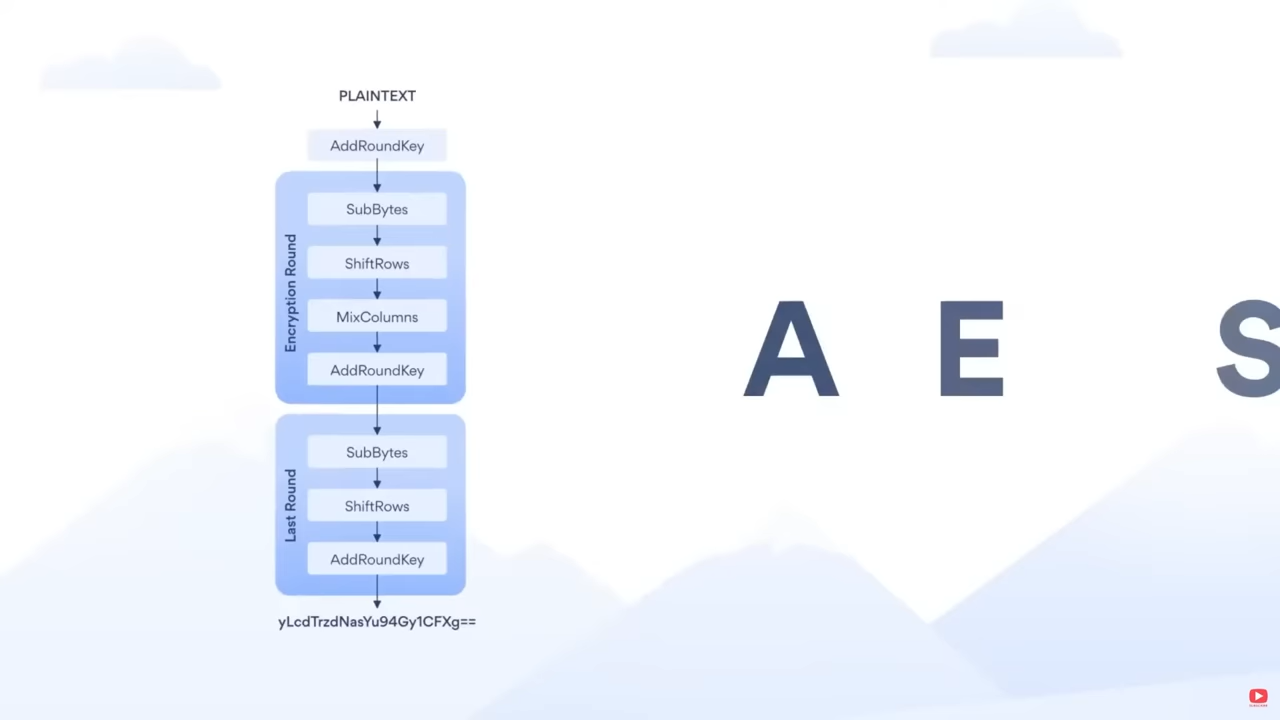 PLAINTEXT
AddRoundKey
Encryption Round
SubBytes
ShiftRows
MixColumns
AddRoundKey
Last Round
SubBytes
ShiftRows
AddRoundKey
yLcdTrzdNasYu94Gy1CFXg==
A E S